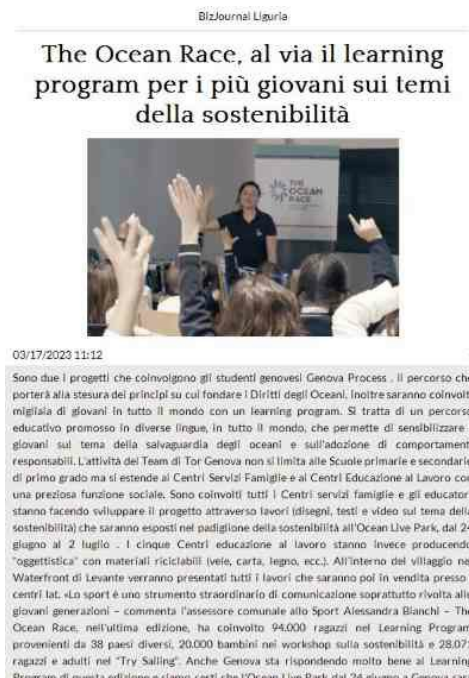 BizJournal Liguria
The Ocean Race, al via il learning
program per i più giovani sui temi
della sostenibilità
THE
OCEAN
RACE
03/17/2023 11:12
Sono due i progetti che coinvolgono gli studenti genovesi Genova Process . Il percorso che
porterà alla stesura dei principi su cui fondare i Diritti degli Oceani, inoltre saranno coinvolt
migliaia di giovani in tutto il mondo con un learning program. Si tratta di un percorso
educativo promosso in diverse lingue, in tutto il mondo, che permette di sensibilizzare
giovani sul tema della salvaguardia degli oceani e sull'adozione di comportament
responsabili. L'attività del Team di Tor Genova non si limita alle Scuole primarie e secondarie
di primo grado ma si estende ai Centri Servizi Famiglie e ai Centri Educazione al Lavoro con
una preziosa funzione sociale. Sono coinvolti tutti i Centri servizi famiglie e gli educator
stanno facendo sviluppare il progetto attraverso lavori (disegni, testi e video sul tema della
sostenibilità) che saranno esposti nel padiglione della sostenibilità all'Ocean Live Park, dal 24
giugno al 2 luglio . I cinque Centri educazione al lavoro stanno invece producendo
"oggettistica" con materiali riciclabili (vele, carta, legno, ecc.). All'interno del villaggio nel
Waterfront di Levante verranno presentati tutti i lavori che saranno poi in vendita presso
centri lat. «Lo sport è uno strumento straordinario di comunicazione soprattutto rivolta alle
giovani generazioni – commenta l'assessore comunale allo Sport Alessandra Bianchi – The
Ocean Race, nell'ultima edizione, ha coinvolto 94.000 ragazzi nel Learning Program
provenienti da 38 paesi diversi, 20.000 bambini nei workshop sulla sostenibilità e 28.071
ragazzi e adulti nel "Try Sailing". Anche Genova sta rispondendo molto bene al Learning
Program di questa edizione e siamo certi che l'Ocean Live Park dal 24 giugno a Genova sarà